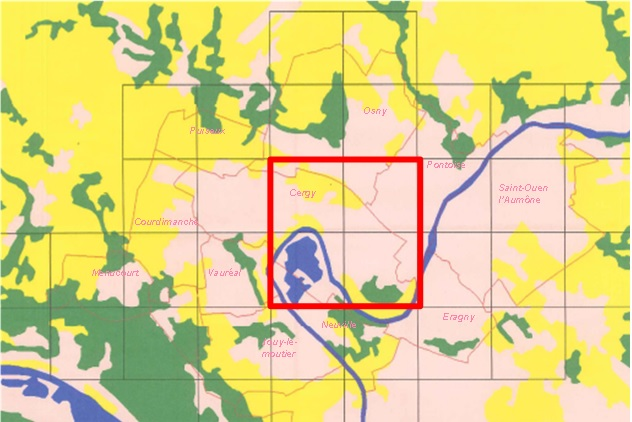 Osny
Puiseux
Pontoise
Cergy
Saint-Ouen
l'Aumône
Courdimanche
Menucourt
Vauréal
Neuville
Eragny
Jouy-le-
moutier